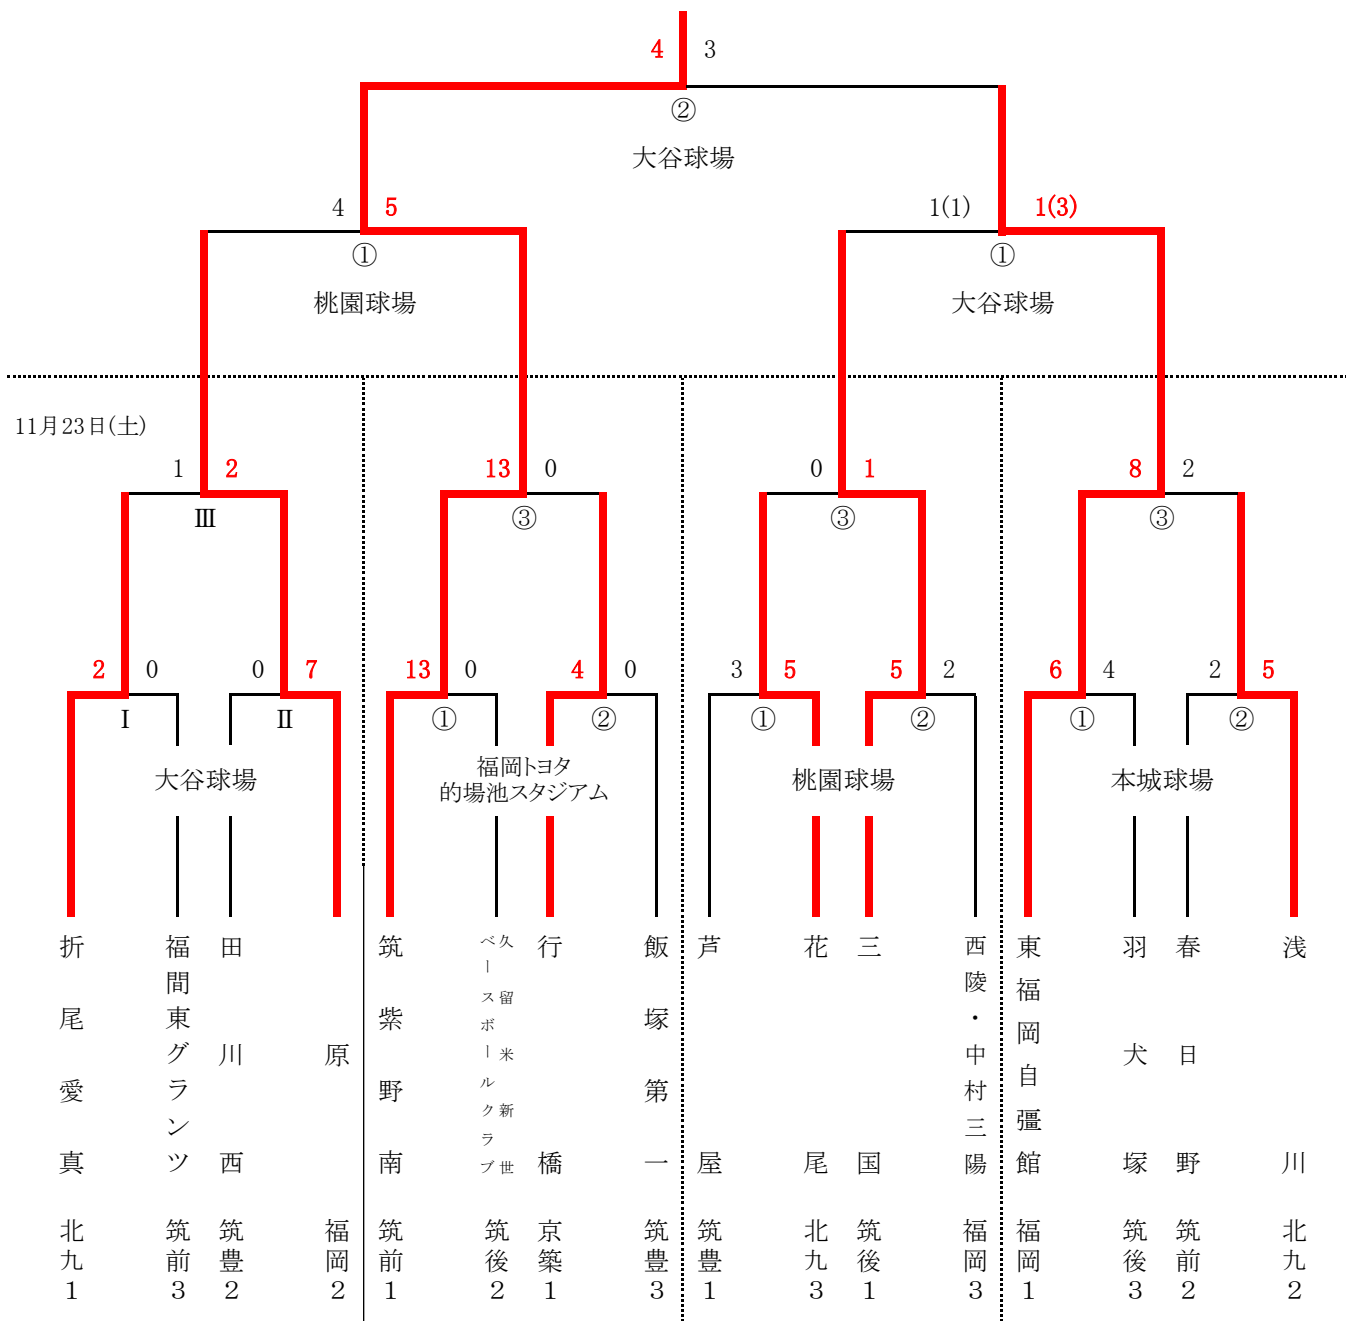 4 3
②
大谷球場
4 5
1(1) 1(3)
①
①
桃園球場
大谷球場
11月23日(土)
1 2
13 0
0 1
8 2
Ⅲ
③
③
③
2 0
0 7
13 0
4 0
3 5
5 2
6 4
2 5
Ⅰ
Ⅱ
①
②
①
②
①
②
大谷球場
福岡トヨタ
的場池スタジアム
桃園球場
本城球場
折尾愛真
福間東グランツ
田川西
原
筑紫野南
久留米新世
ベースボールクラブ
行橋
飯塚第一
芦屋
花尾
三国
西陵・中村三陽
東福岡自彊館
羽犬塚
春日野
浅川
北九1
筑前3
筑豊2
福岡2
筑前1
筑後2
京築1
筑豊3
筑豊1
北九3
筑後1
福岡3
福岡1
筑後3
筑前2
北九2